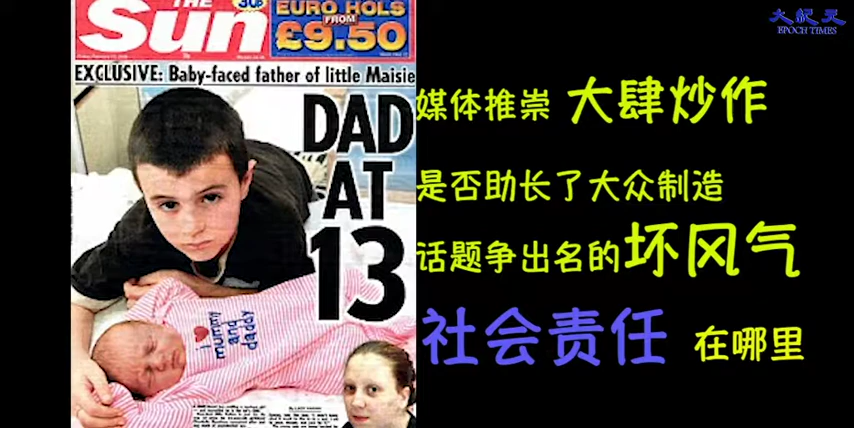 THE
Sun
30p
EURO HOLS
FROM
£9.50
EXCLUSIVE: Baby-faced father of little Maisie
DAD
AT
13
I
mummy
and
daddy
大紀元
EPOCH TIMES
媒体推崇 大肆炒作
是否助长了大众制造
话题争出名的坏风气
社会责任 在哪里